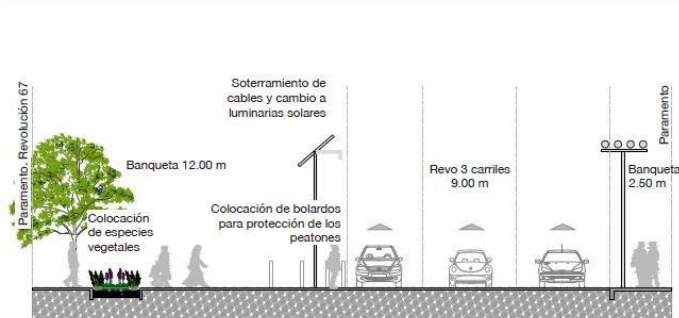 Paramento. Revolución 67
Soterramiento de
cables y cambio a
luminarias solares
Paramento
Banqueta 12.00 m
Revo 3 carriles
9.00 m
Banqueta
2.50 m
Colocación
de especies
vegetales
Colocación de bolardos
para protección de los
peatones